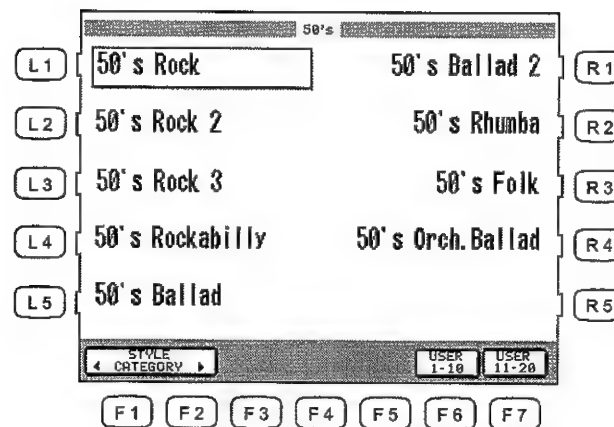 50's
L1 50's Rock 50's Ballad 2 R1
L2 50's Rock 2 50's Rhumba R2
L3 50's Rock 3 50's Folk R3
L4 50's Rockabilly 50's Orch.Ballad R4
L5 50's Ballad R5
STYLE USER USER
◄ CATEGORY ► 1-10 11-20
F1 F2 F3 F4 F5 F6 F7